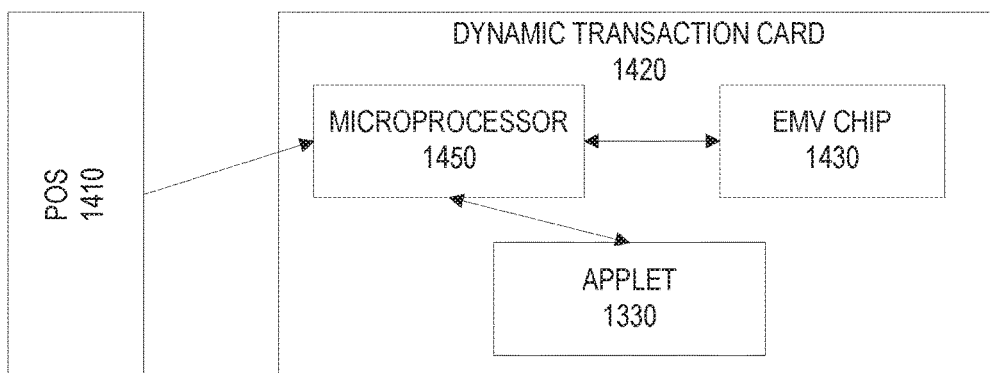 POS
1410
DYNAMIC TRANSACTION CARD
1420
MICROPROCESSOR
1450
EMV CHIP
1430
APPLET
1330